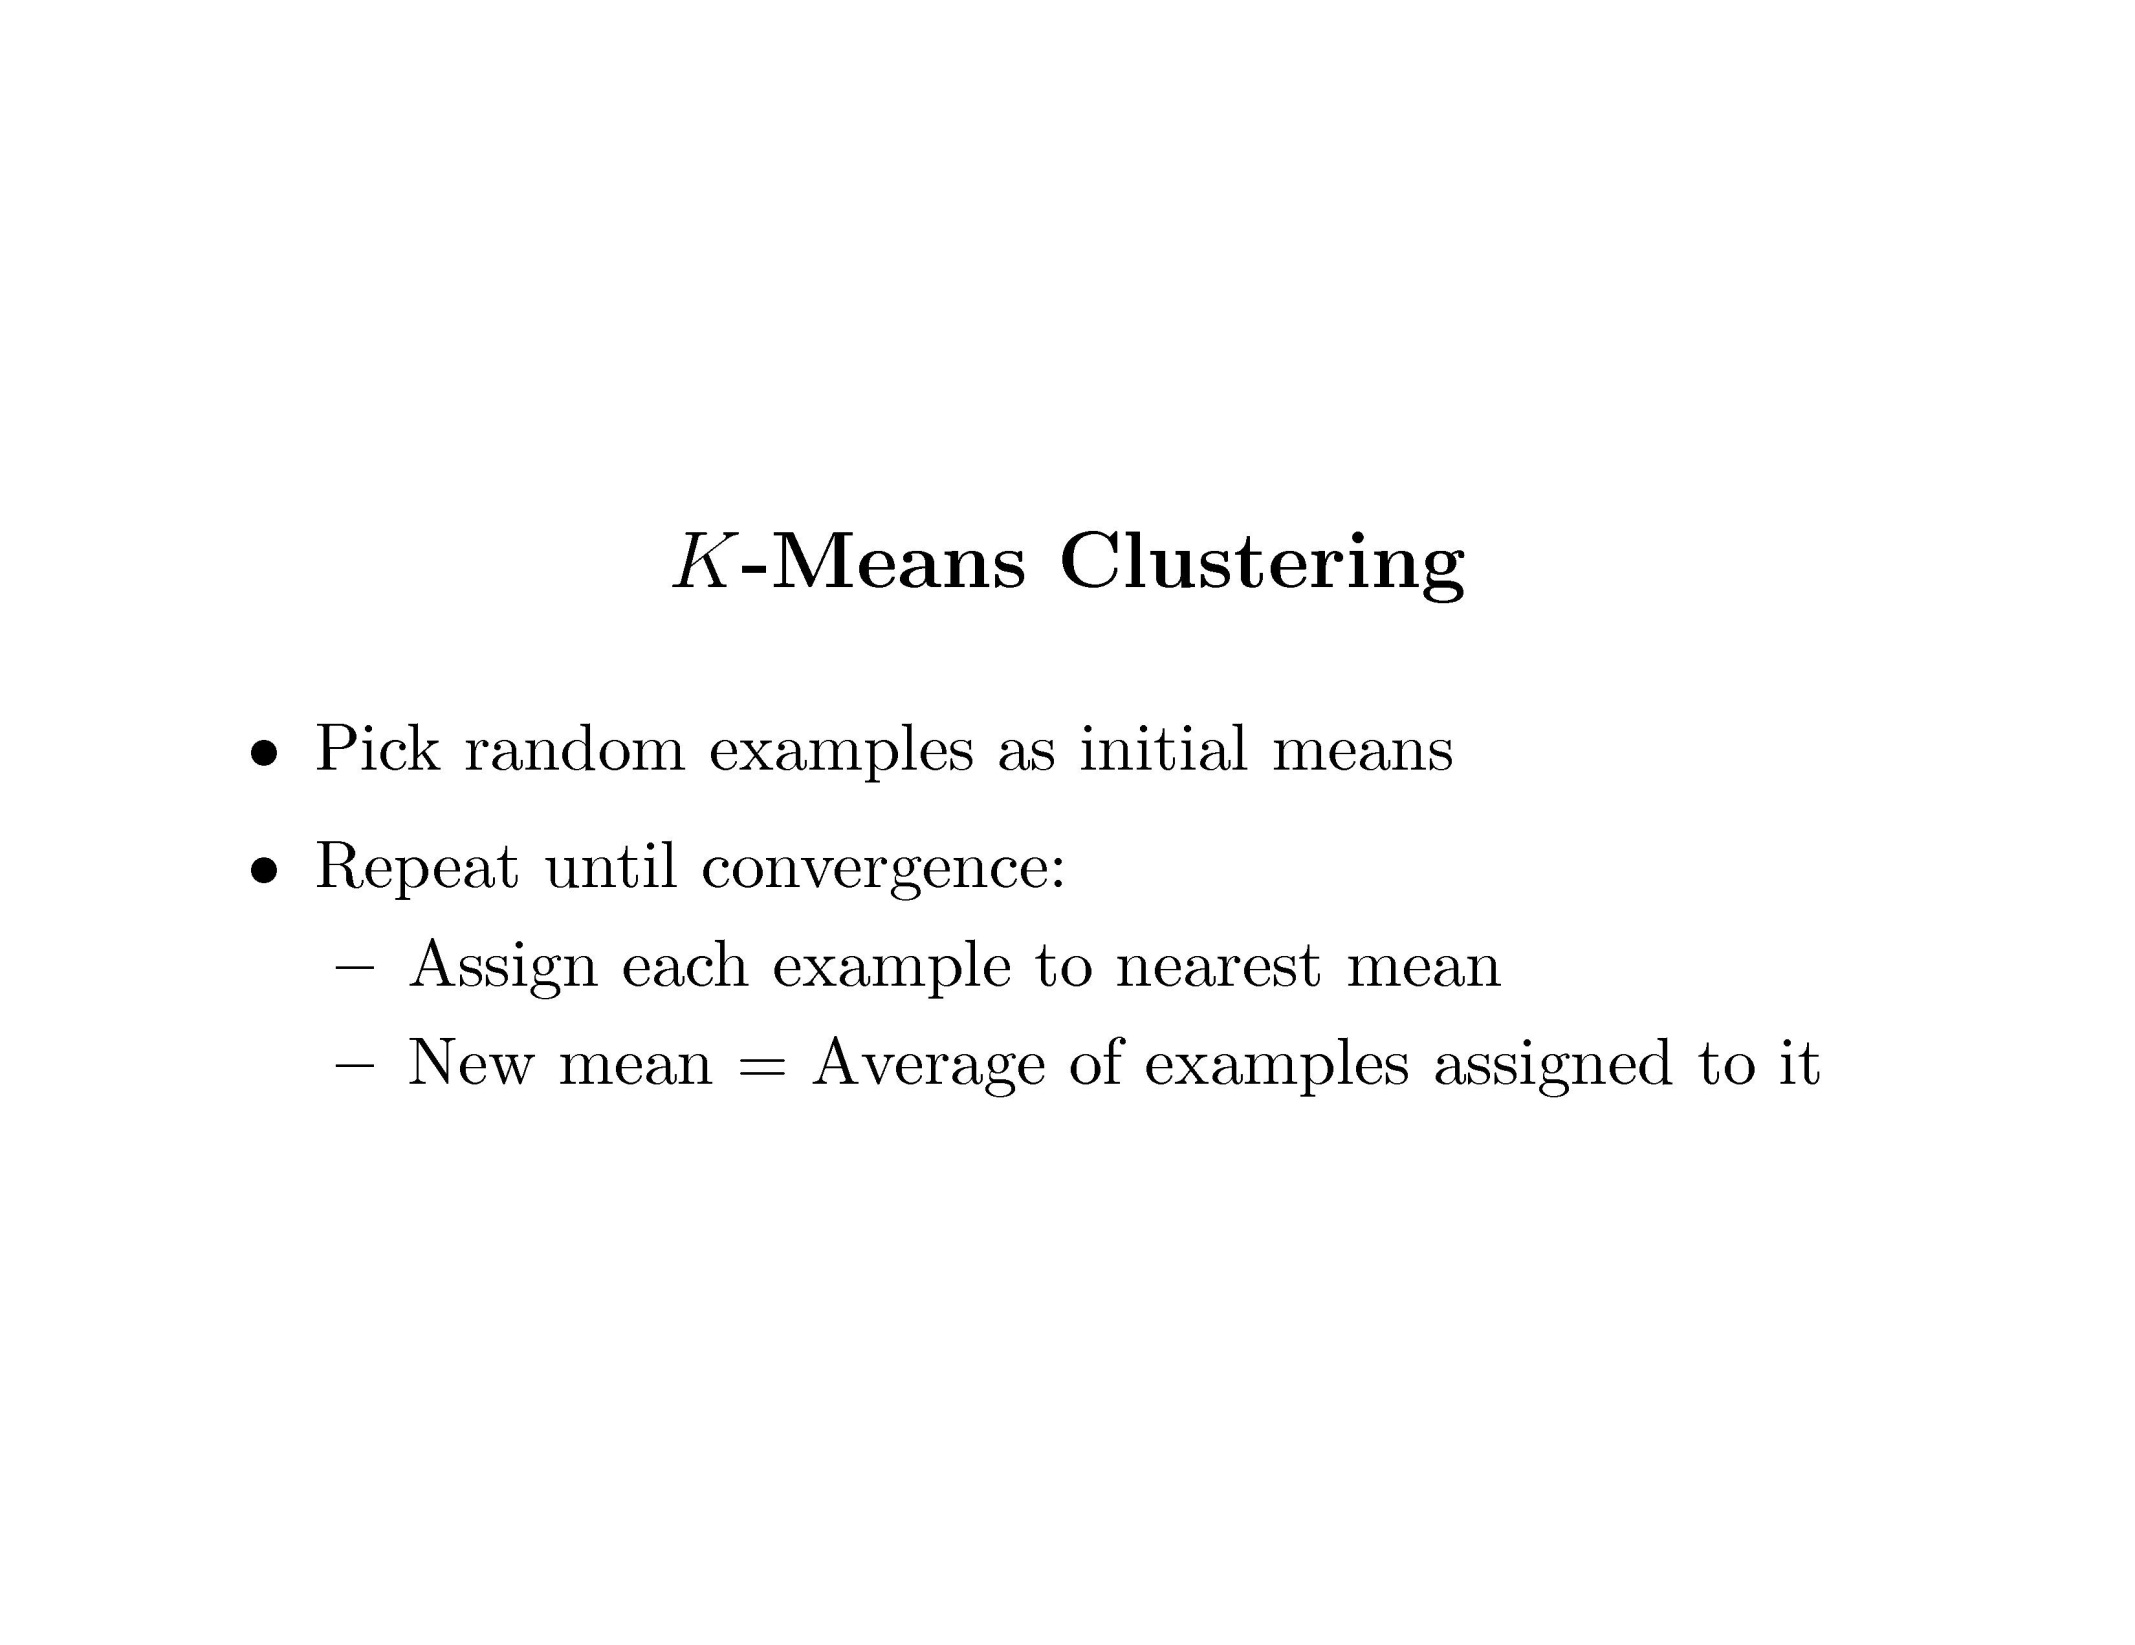 K-Means Clustering
• Pick random examples as initial means
• Repeat until convergence:
– Assign each example to nearest mean
– New mean = Average of examples assigned to it